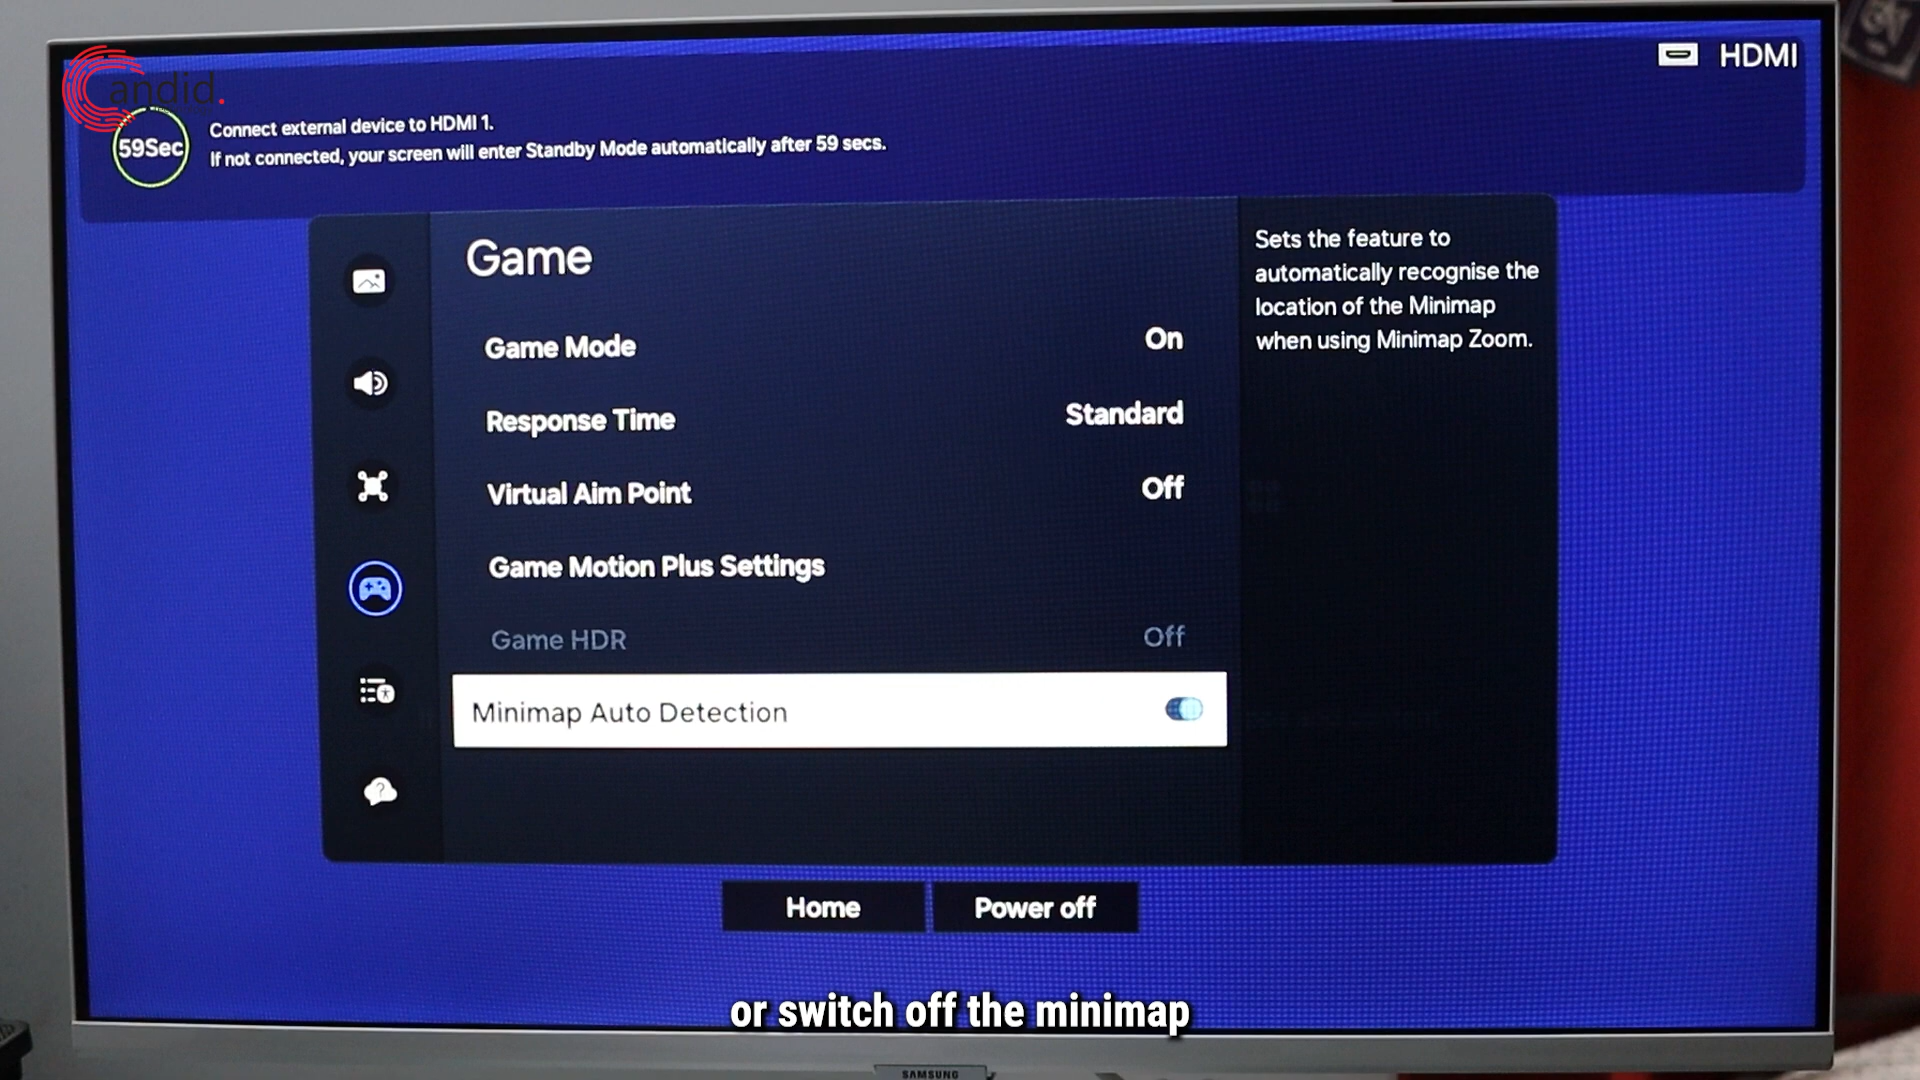 HDMI
Candid.
59Sec
Connect external device to HDMI 1.
If not connected, your screen will enter Standby Mode automatically after 59 secs.
Game
Game Mode On
Response Time Standard
Virtual Aim Point Off
Game Motion Plus Settings
Game HDR Off
Minimap Auto Detection
Sets the feature to
automatically recognise the
location of the Minimap
when using Minimap Zoom.
Home
Power off
or switch off the minimap
SAMSUNG